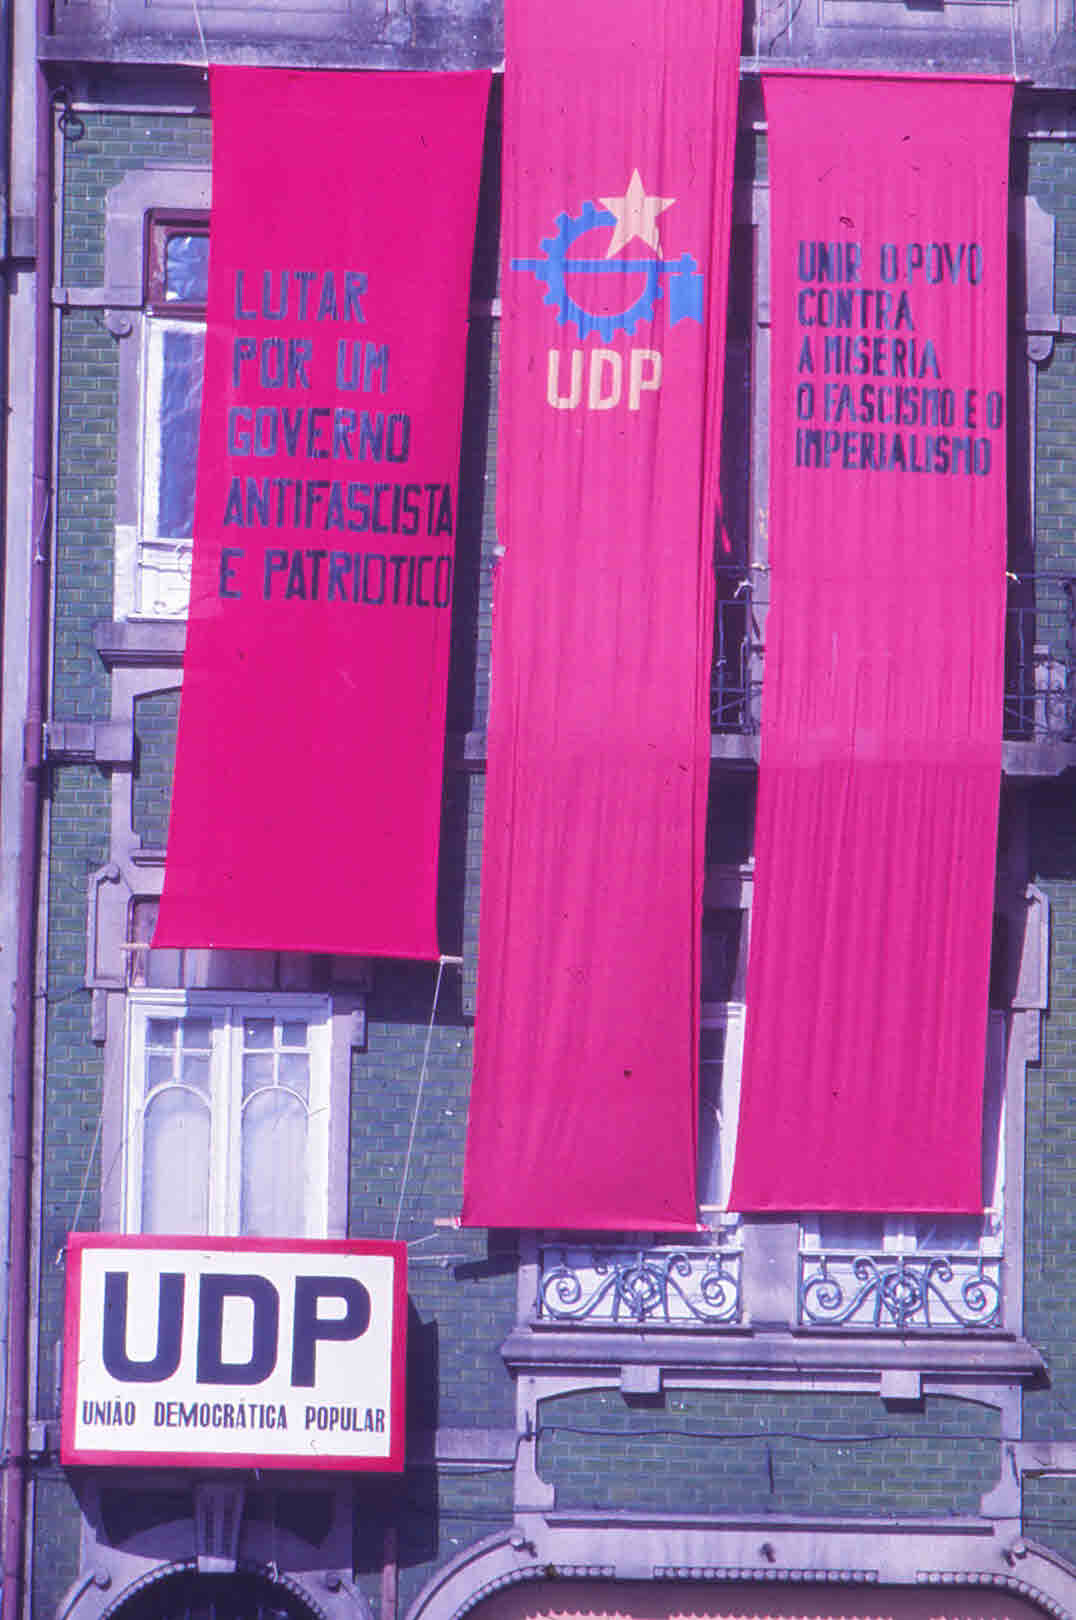 LUTAR
POR UM
GOVERNO
ANTIFASCISTA
E PATRIOTICO
UDP
UNIR O POVO
CONTRA
A MISERIA
O FASCISMO E O
IMPERIALISMO
UDP
UNIÃO DEMOCRÁTICA POPULAR